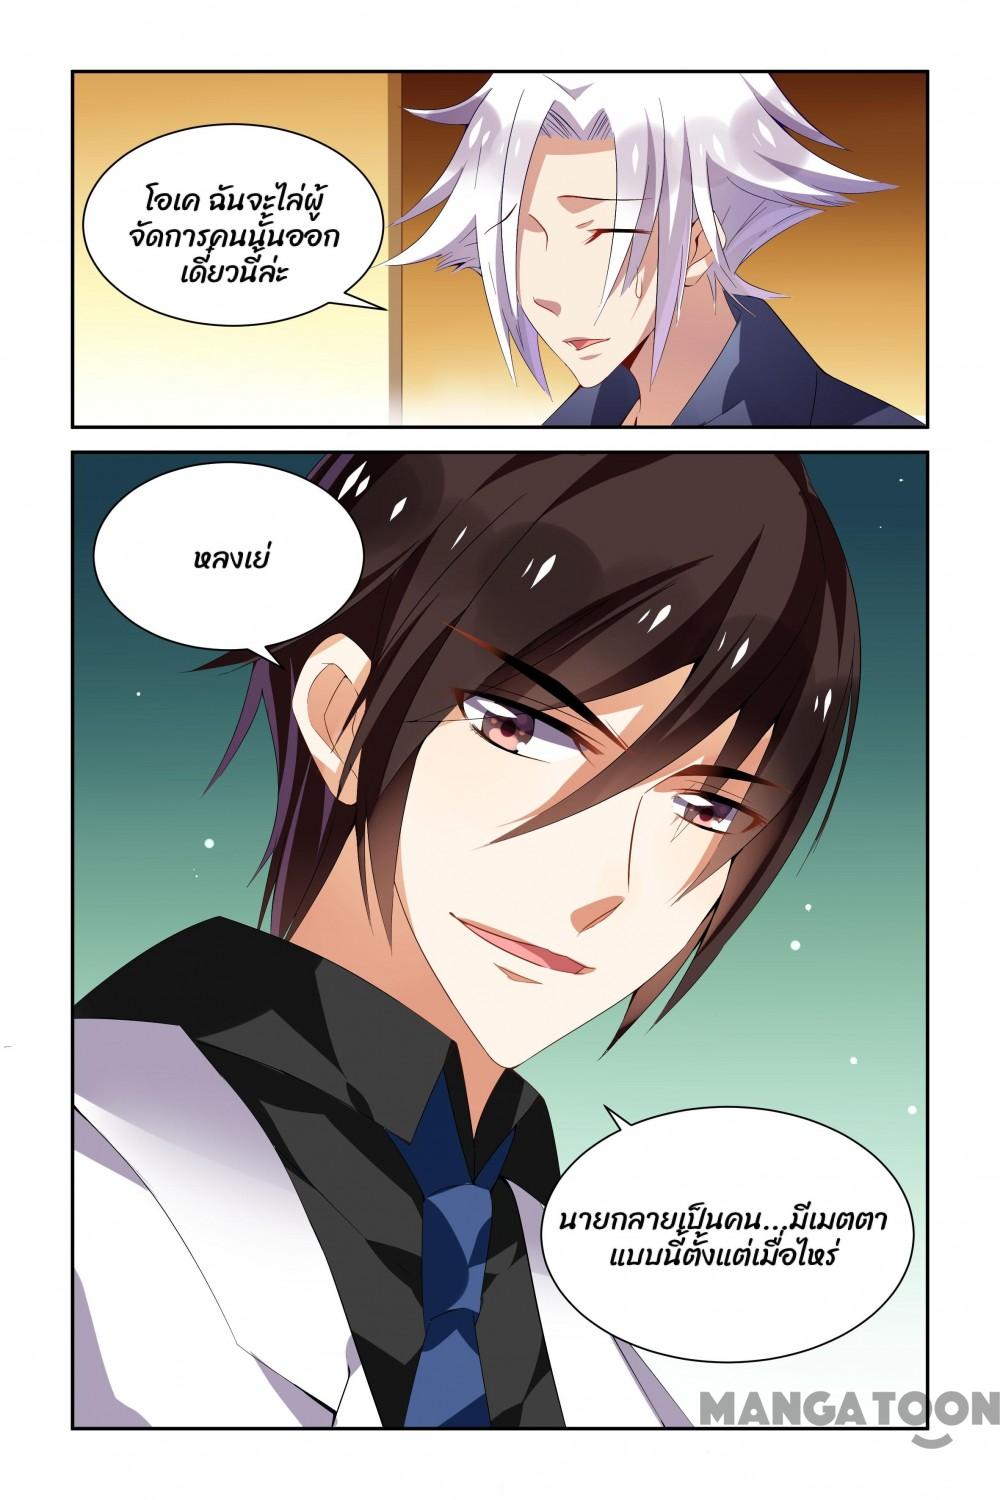 โอเค ฉันจะไล่ผู้
จัดการคนนั้นออก
เดี๋ยวนี้ล่ะ
หลงเย่
นายกลายเป็นคน...มีเมตตา
แบบนี้ตั้งแต่เมื่อไหร่
MANGATOON